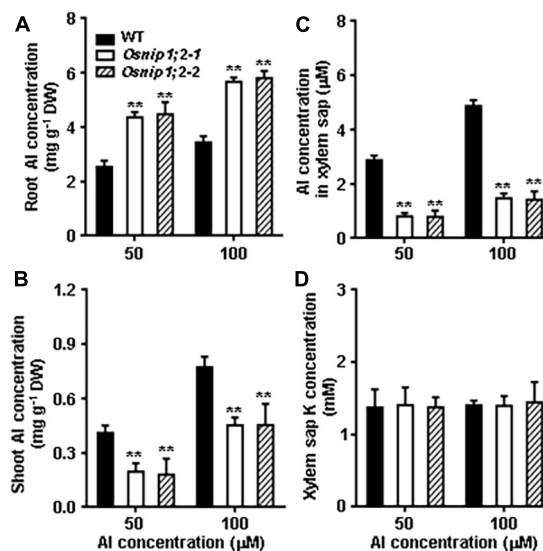 A
WT
Osnip1;2-1
Osnip1;2-2
Root Al concentration
(mg g⁻¹ DW)
8
6
4
2
0
** **
** **
50
100
B
Shoot Al concentration
(mg g⁻¹ DW)
1.2
0.9
0.6
0.3
0.0
** **
** **
50
100
Al concentration (μM)
C
Al concentration
in xylem sap (μM)
8
6
4
2
0
** **
** **
50
100
D
Xylem sap K concentration
(mM)
3
2
1
0
50
100
Al concentration (μM)